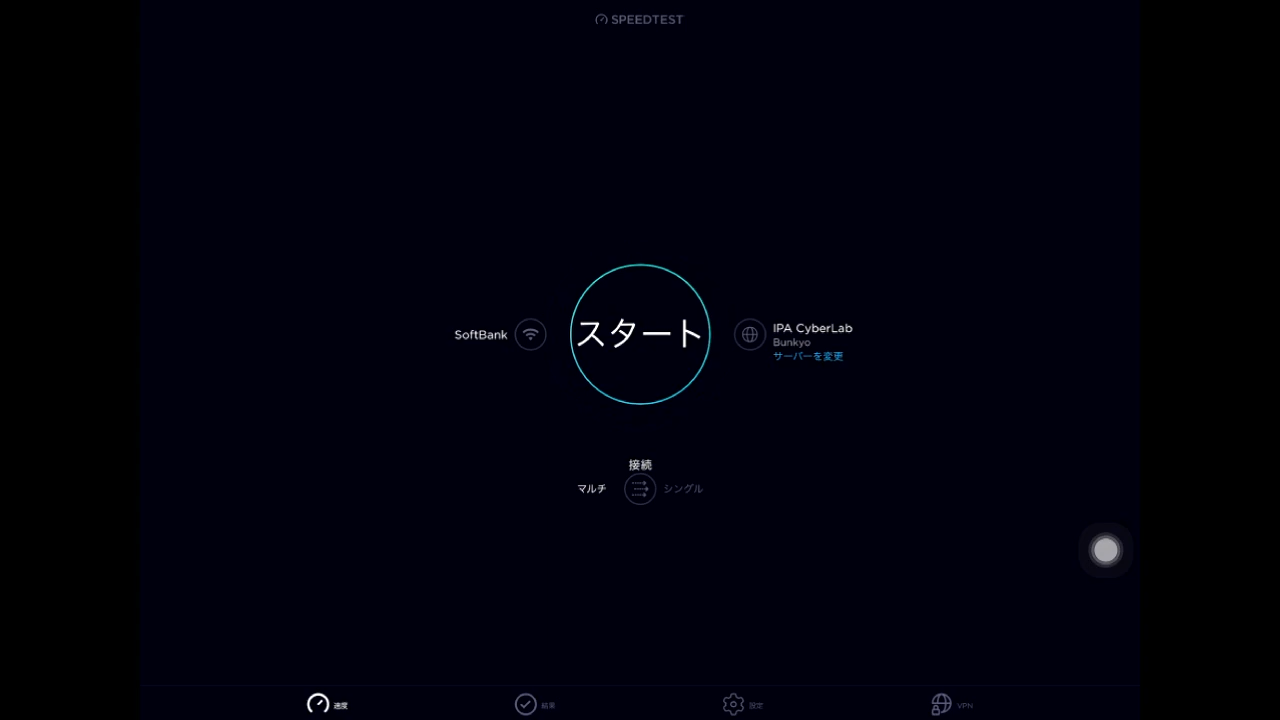 SPEEDTEST
SoftBank
スタート
IPA CyberLab
Bunkyo
サーバーを変更
接続
マルチ
シングル
速度
結果
設定
VPN